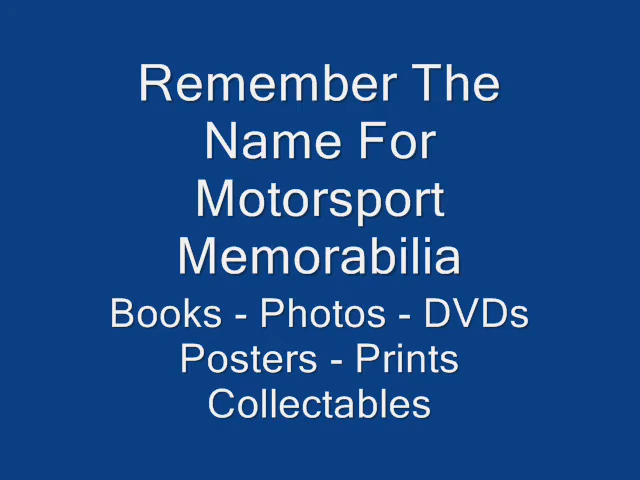 Remember The
Name For
Motorsport
Memorabilia
Books - Photos - DVDs
Posters - Prints
Collectables